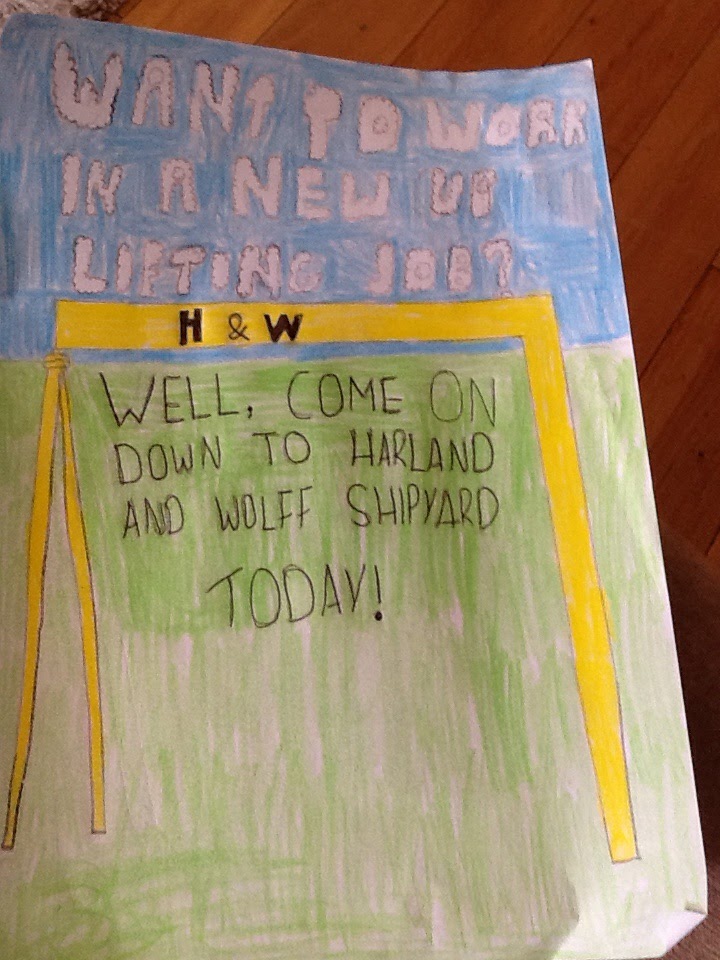 WANT TO WORK
IN A NEW UP
LIFTING JOB?
H & W
WELL, COME ON
DOWN TO HARLAND
AND WOLFF SHIPYARD
TODAY!